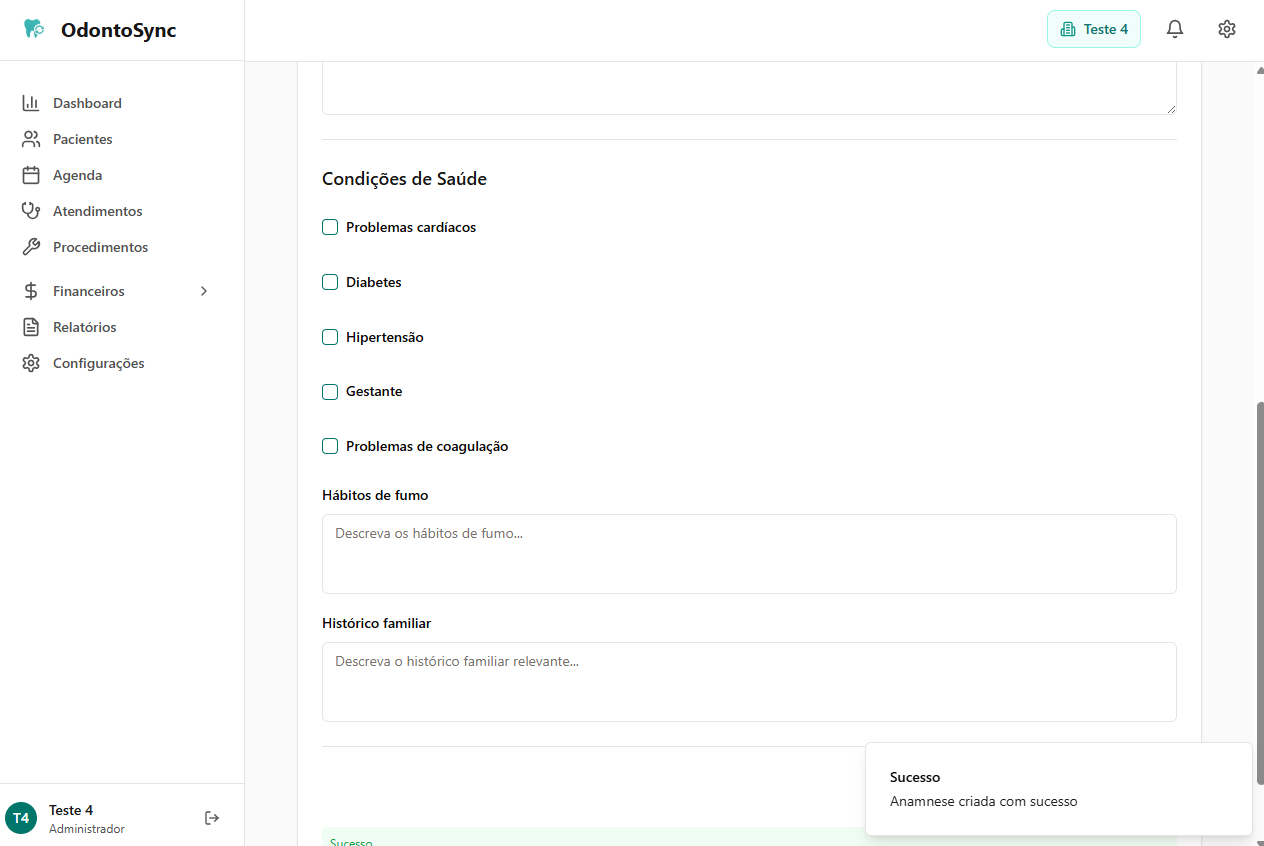 OdontoSync
Teste 4
Dashboard
Pacientes
Agenda
Atendimentos
Procedimentos
Financeiros
Relatórios
Configurações
Condições de Saúde
Problemas cardíacos
Diabetes
Hipertensão
Gestante
Problemas de coagulação
Hábitos de fumo
Descreva os hábitos de fumo...
Histórico familiar
Descreva o histórico familiar relevante...
Sucesso
Sucesso
Anamnese criada com sucesso
T4
Teste 4
Administrador